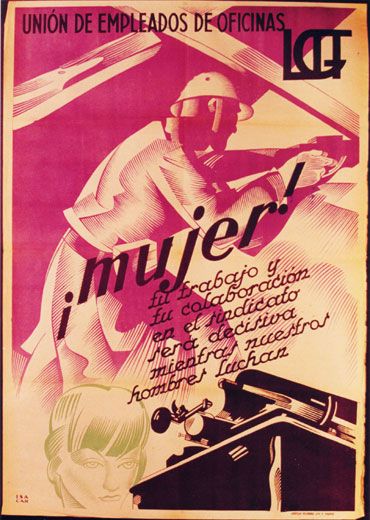 UNIÓN DE EMPLEADOS DE OFICINAS
UGT
¡mujer!
tu trabajo y
tu colaboración
en el sindicato
será decisiva
mientras nuestros
hombres luchan